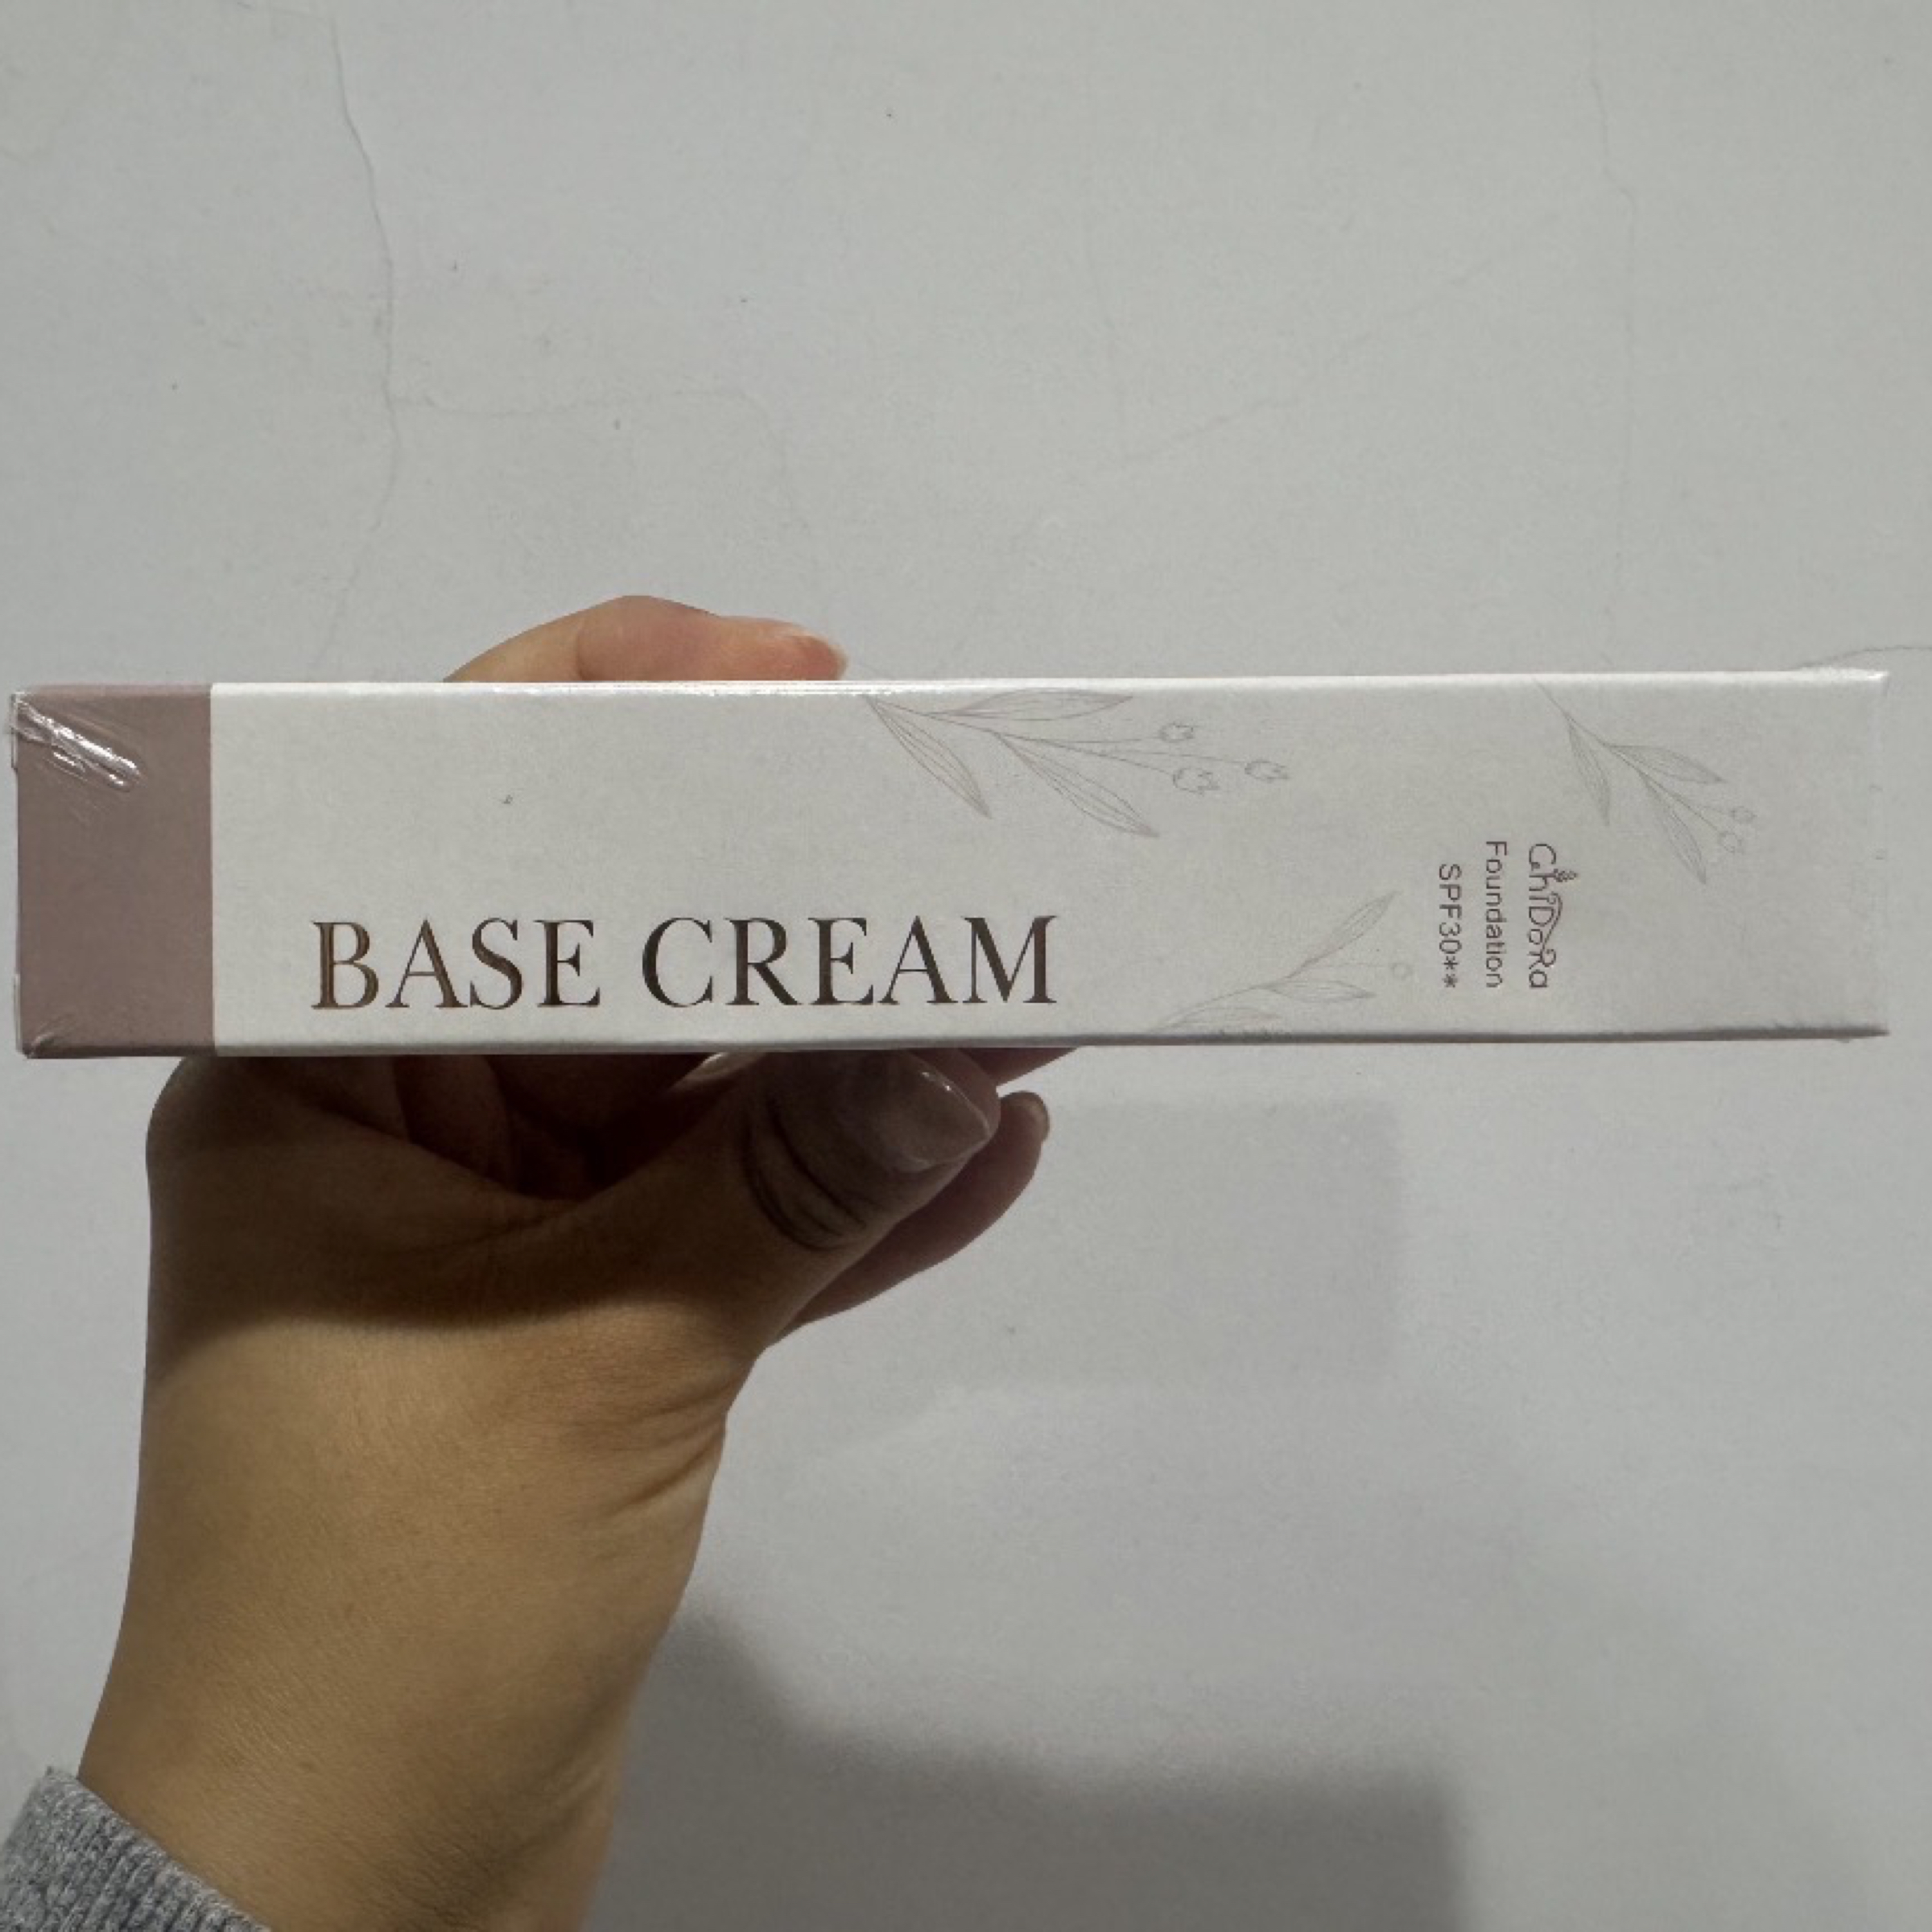 BASE CREAM
ChiDoRa
Foundation
SPF30**